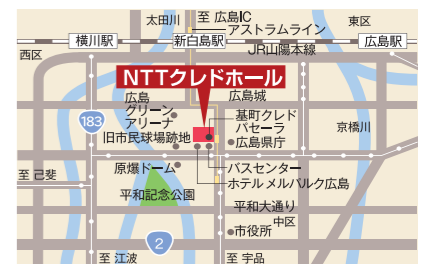 太田川
至 広島IC
アストラムライン
東区
横川駅
新白島駅
広島駅
西区
JR山陽本線
NTTクレドホール
広島
グリーン
アリーナ
広島城
183
基町クレド
パセーラ
旧市民球場跡地
広島県庁
京橋川
原爆ドーム
バスセンター
至 己斐
ホテル メルパルク広島
平和記念公園
平和大通り
中区
市役所
2
至 江波
至 宇品